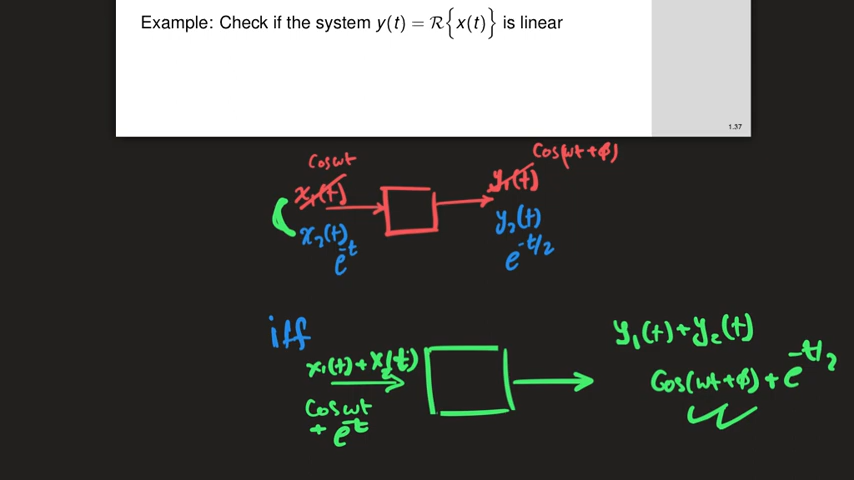 Example: Check if the system y(t) = ℛ{x(t)} is linear
1.37
cos ωt
cos(ωt+φ)
x₁(t)
y₁(t)
x₂(t)
y₂(t)
e^-t
e^-t/2
iff
y₁(t)+y₂(t)
x₁(t)+x₂(t)
cos(ωt+φ)+e^-t/2
cos ωt
+ e^-t